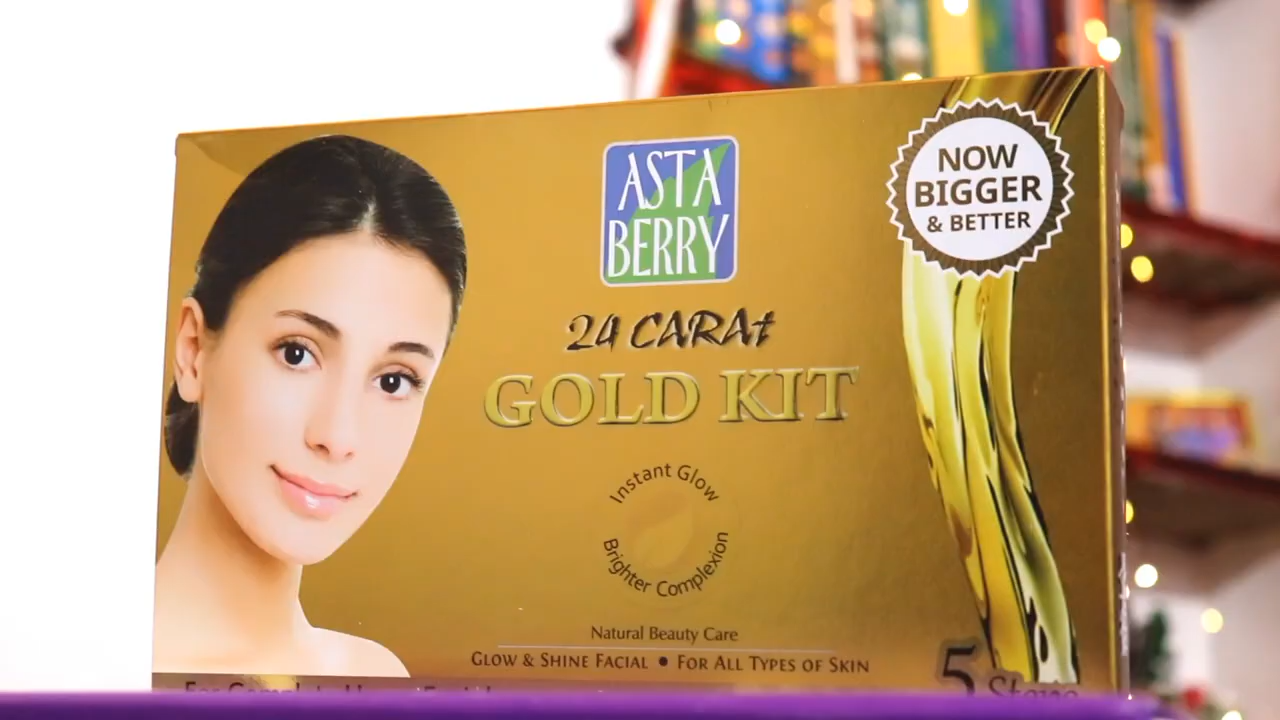 ASTA
BERRY
NOW
BIGGER
& BETTER
24 CARAt
GOLD KIT
Instant Glow
Brighter Complexion
Natural Beauty Care
GLOW & SHINE FACIAL • FOR ALL TYPES OF SKIN
5 Steps